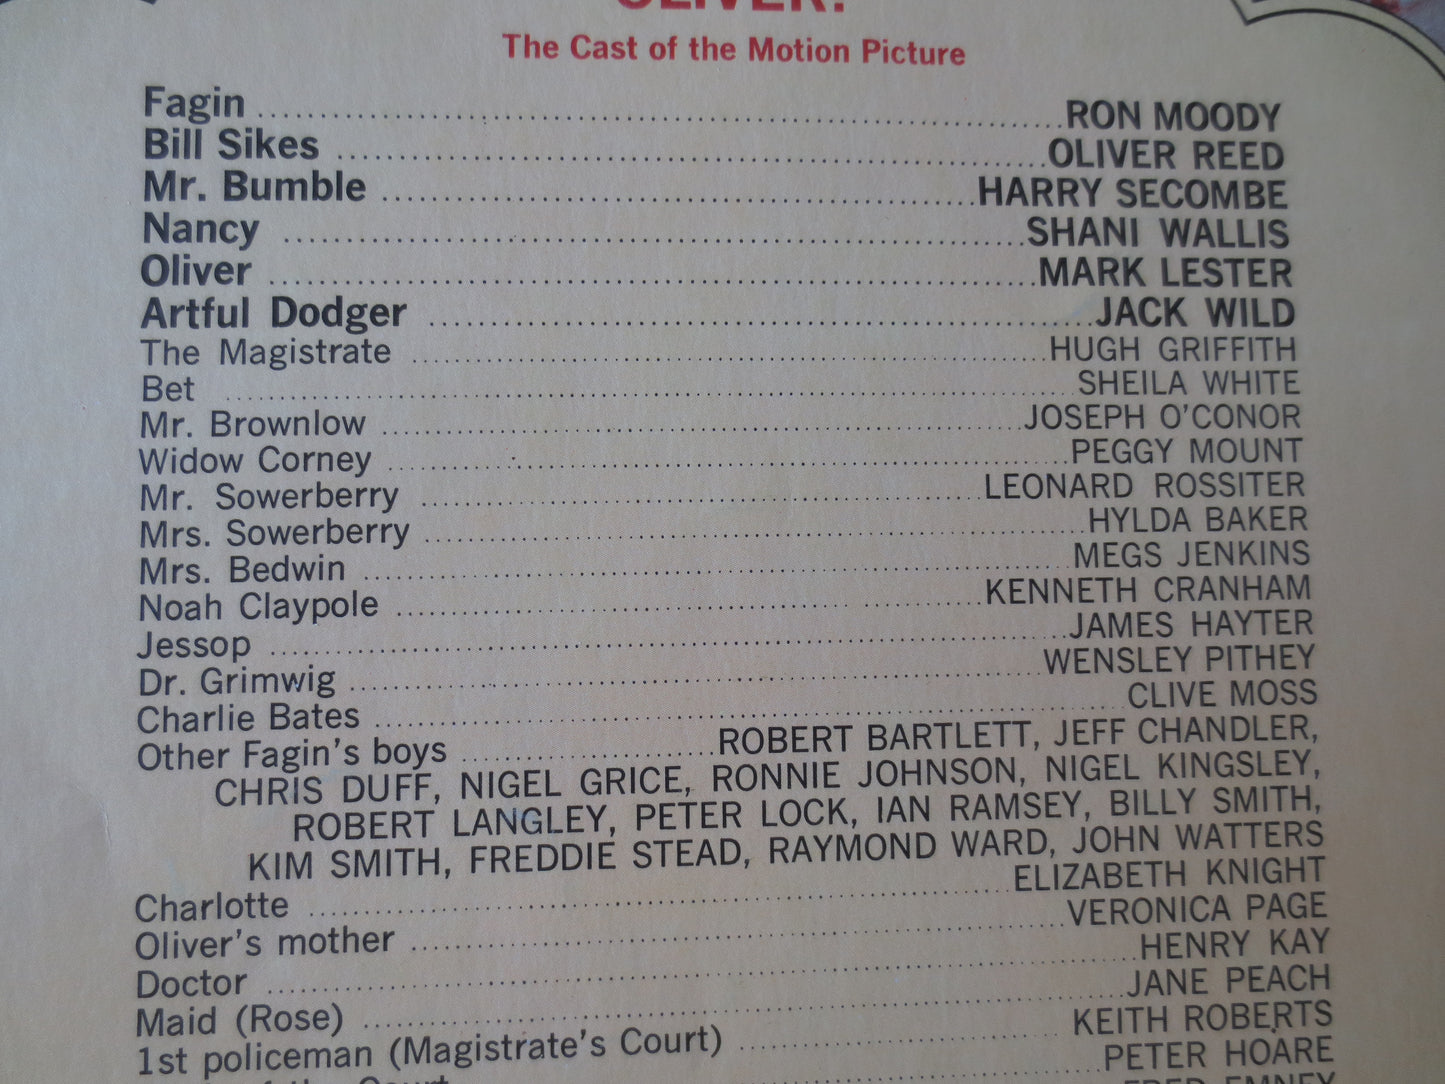 OLIVER!
The Cast of the Motion Picture
Fagin ........ RON MOODY
Bill Sikes ........ OLIVER REED
Mr. Bumble ........ HARRY SECOMBE
Nancy ........ SHANI WALLIS
Oliver ........ MARK LESTER
Artful Dodger ........ JACK WILD
The Magistrate ........ HUGH GRIFFITH
Bet ........ SHEILA WHITE
Mr. Brownlow ........ JOSEPH O'CONOR
Widow Corney ........ PEGGY MOUNT
Mr. Sowerberry ........ LEONARD ROSSITER
Mrs. Sowerberry ........ HYLDA BAKER
Mrs. Bedwin ........ MEGS JENKINS
Noah Claypole ........ KENNETH CRANHAM
Jessop ........ JAMES HAYTER
Dr. Grimwig ........ WENSLEY PITHEY
Charlie Bates ........ CLIVE MOSS
Other Fagin's boys ........ ROBERT BARTLETT, JEFF CHANDLER,
CHRIS DUFF, NIGEL GRICE, RONNIE JOHNSON, NIGEL KINGSLEY,
ROBERT LANGLEY, PETER LOCK, IAN RAMSEY, BILLY SMITH,
KIM SMITH, FREDDIE STEAD, RAYMOND WARD, JOHN WATTERS
Charlotte ........ ELIZABETH KNIGHT
Oliver's mother ........ VERONICA PAGE
Doctor ........ HENRY KAY
Maid (Rose) ........ JANE PEACH
1st policeman (Magistrate's Court) ........ KEITH ROBERTS
of the Court ........ PETER HOARE
FRED EMNEY